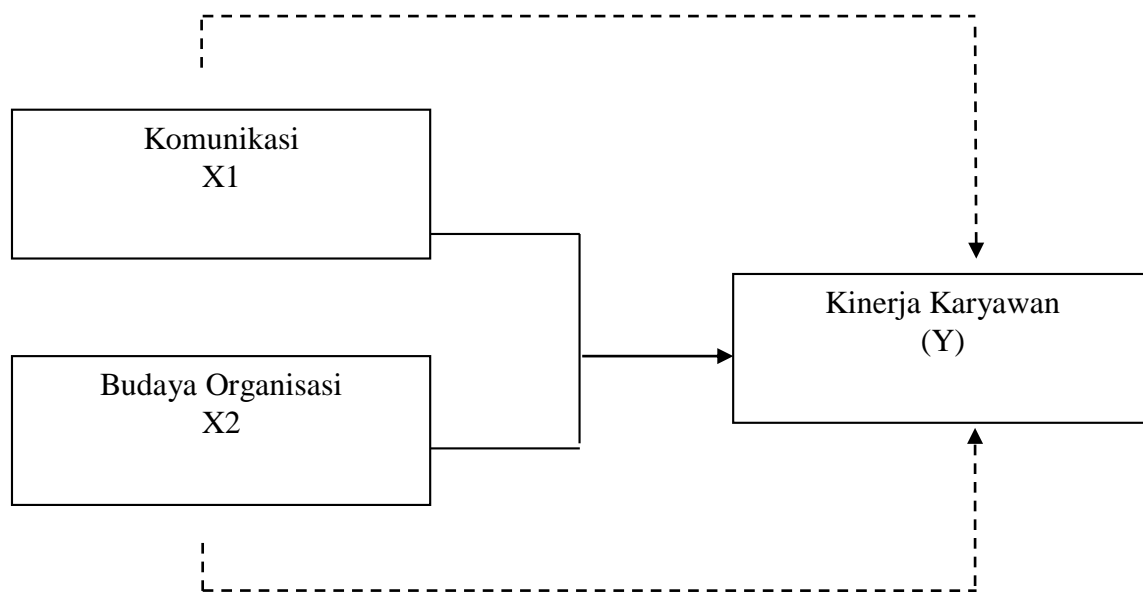 Komunikasi
X1
Budaya Organisasi
X2
Kinerja Karyawan
(Y)